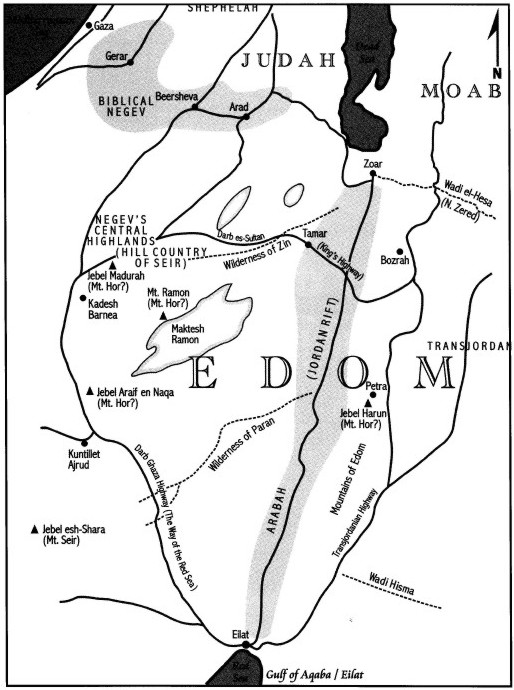 SHEPHELAH
Mediterranean
Sea
Gaza
Gerar
JUDAH
Dead
Sea
N
MOAB
BIBLICAL
NEGEV
Beersheva
Arad
Zoar
Wadi el-Hesa
(N. Zered)
NEGEV'S
CENTRAL
HIGHLANDS
(HILL COUNTRY
OF SEIR)
Darb es-Sultan
Wilderness of Zin
Tamar
(King's Highway)
Bozrah
Jebel Madurah
(Mt. Hor?)
Kadesh
Barnea
Mt. Ramon
(Mt. Hor?)
Maktesh
Ramon
(JORDAN RIFT)
TRANSJORDAN
EDOM
Petra
Jebel Harun
(Mt. Hor?)
Jebel Araif en Naqa
(Mt. Hor?)
Wilderness of Paran
Kuntillet
Ajrud
Darb Ghaza Highway (The Way of the Red Sea)
Mountains of Edom
ARABAH
Transjordanian Highway
Jebel esh-Shara
(Mt. Seir)
Wadi Hisma
Eilat
Red
Sea
Gulf of Aqaba / Eilat